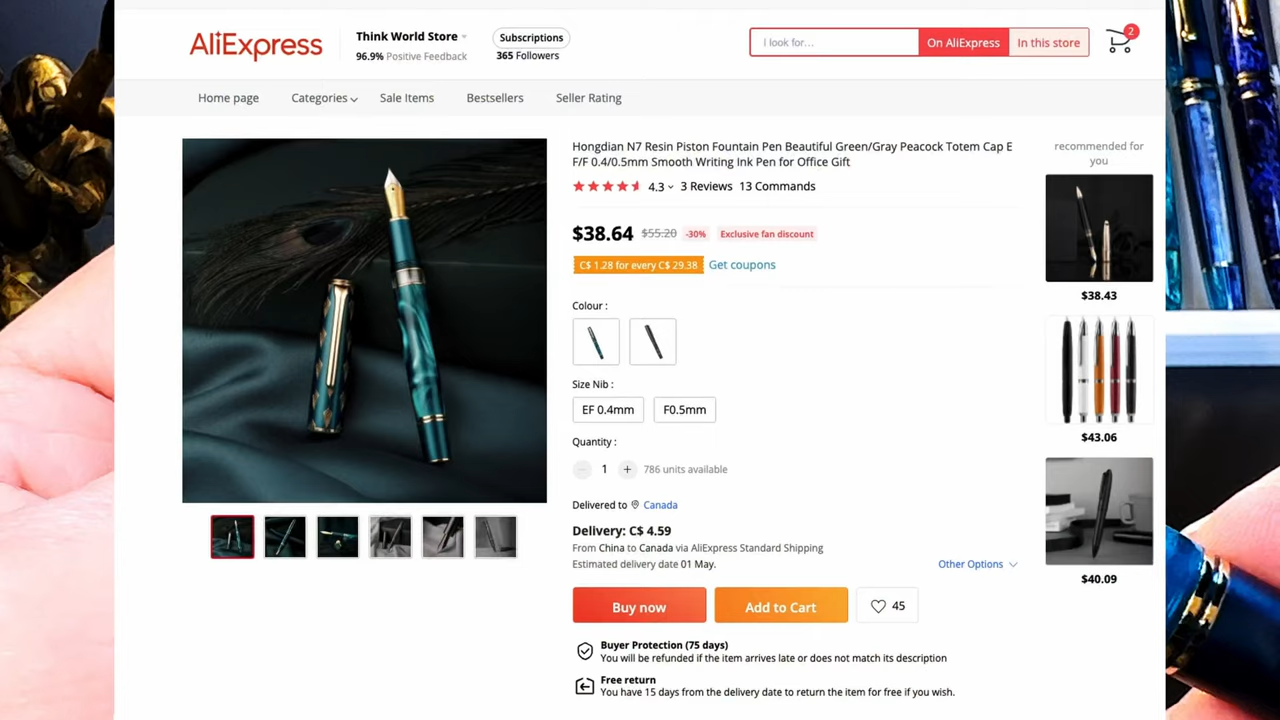 AliExpress
Think World Store
96.9% Positive Feedback
Subscriptions
365 Followers
I look for...
On AliExpress
In this store
2
Home page
Categories
Sale Items
Bestsellers
Seller Rating
Hongdian N7 Resin Piston Fountain Pen Beautiful Green/Gray Peacock Totem Cap E
F/F 0.4/0.5mm Smooth Writing Ink Pen for Office Gift
4.3 3 Reviews 13 Commands
$38.64 $55.20 -30% Exclusive fan discount
C$ 1.28 for every C$ 29.38 Get coupons
Colour :
Size Nib :
EF 0.4mm F0.5mm
Quantity :
1 786 units available
Delivered to Canada
Delivery: C$ 4.59
From China to Canada via AliExpress Standard Shipping
Estimated delivery date 01 May.
Other Options
Buy now
Add to Cart
45
Buyer Protection (75 days)
You will be refunded if the item arrives late or does not match its description
Free return
You have 15 days from the delivery date to return the item for free if you wish.
recommended for
you
$38.43
$43.06
$40.09